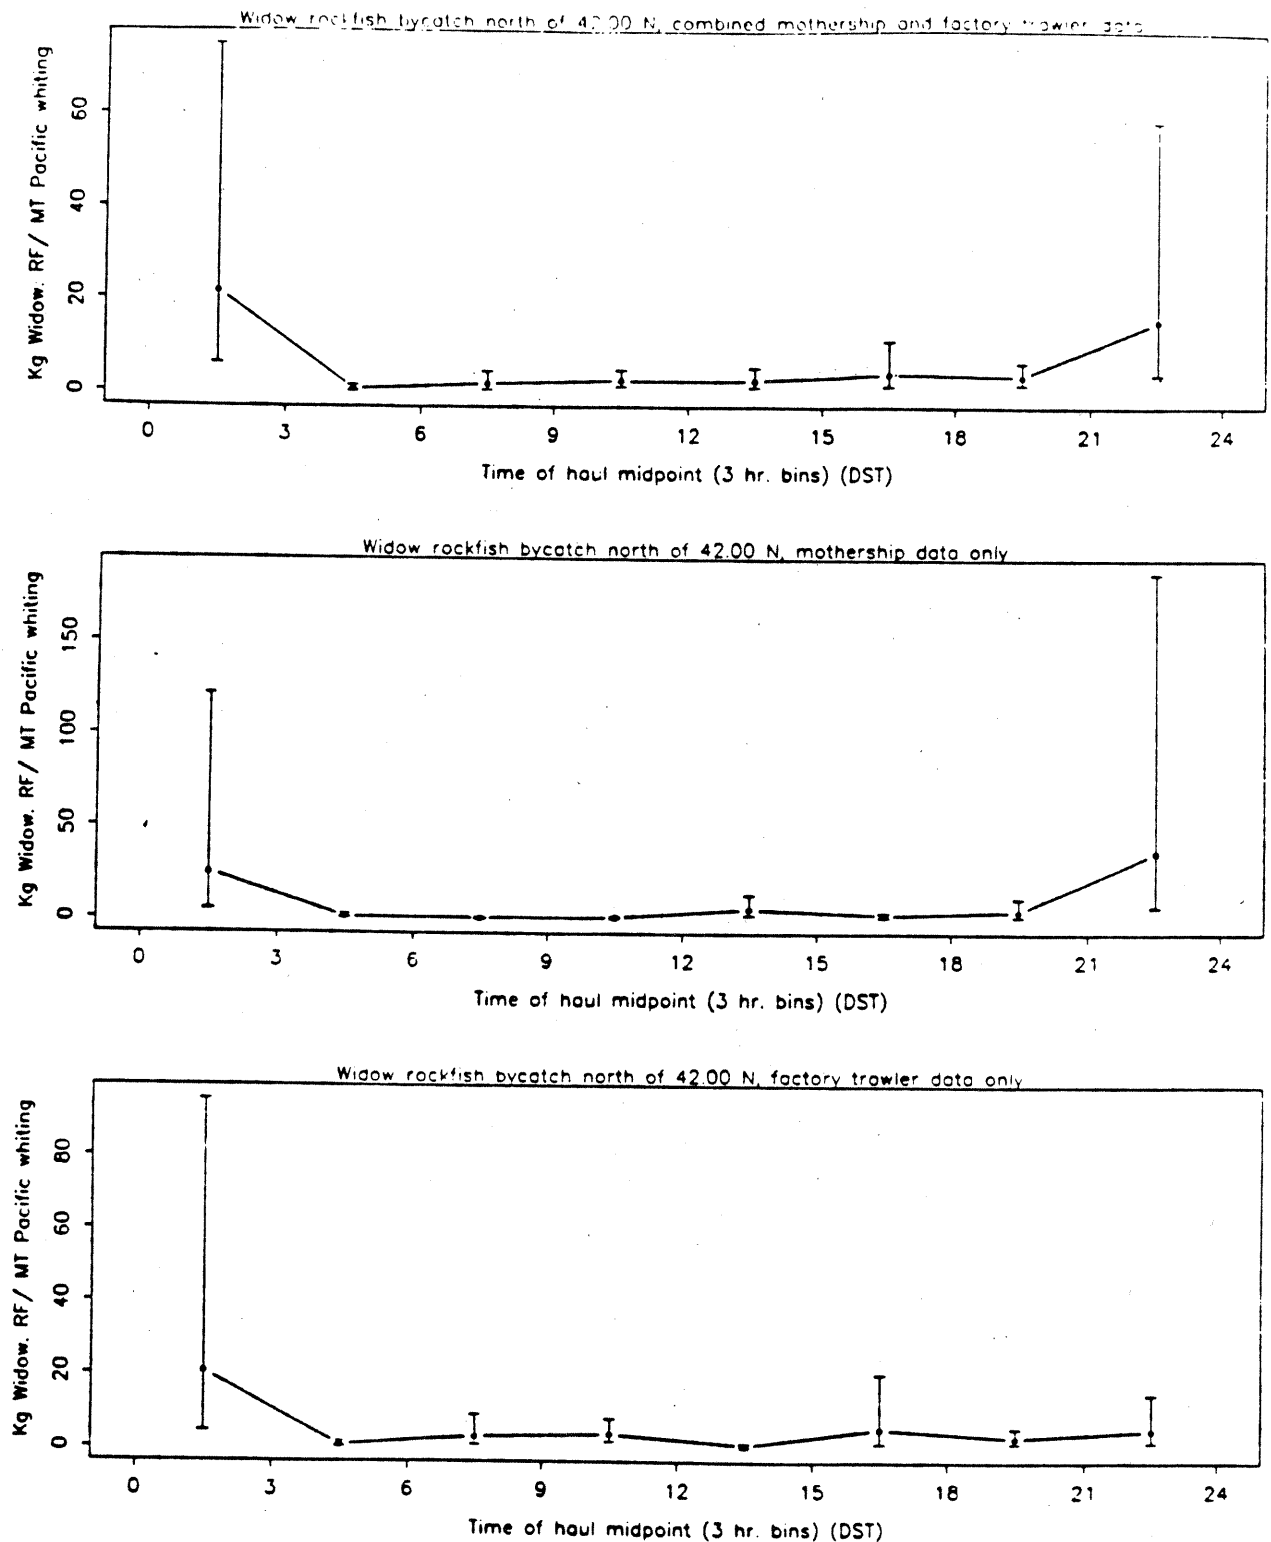 Widow rockfish bycatch north of 42.00 N, combined mothership and factory trawler data
Kg Widow. RF/ MT Pacific whiting
60
40
20
0
0 3 6 9 12 15 18 21 24
Time of haul midpoint (3 hr. bins) (DST)
Widow rockfish bycatch north of 42.00 N, mothership data only
Kg Widow. RF/ MT Pacific whiting
150
100
50
0
0 3 6 9 12 15 18 21 24
Time of haul midpoint (3 hr. bins) (DST)
Widow rockfish bycatch north of 42.00 N, factory trawler data only
Kg Widow. RF/ MT Pacific whiting
80
60
40
20
0
0 3 6 9 12 15 18 21 24
Time of haul midpoint (3 hr. bins) (DST)